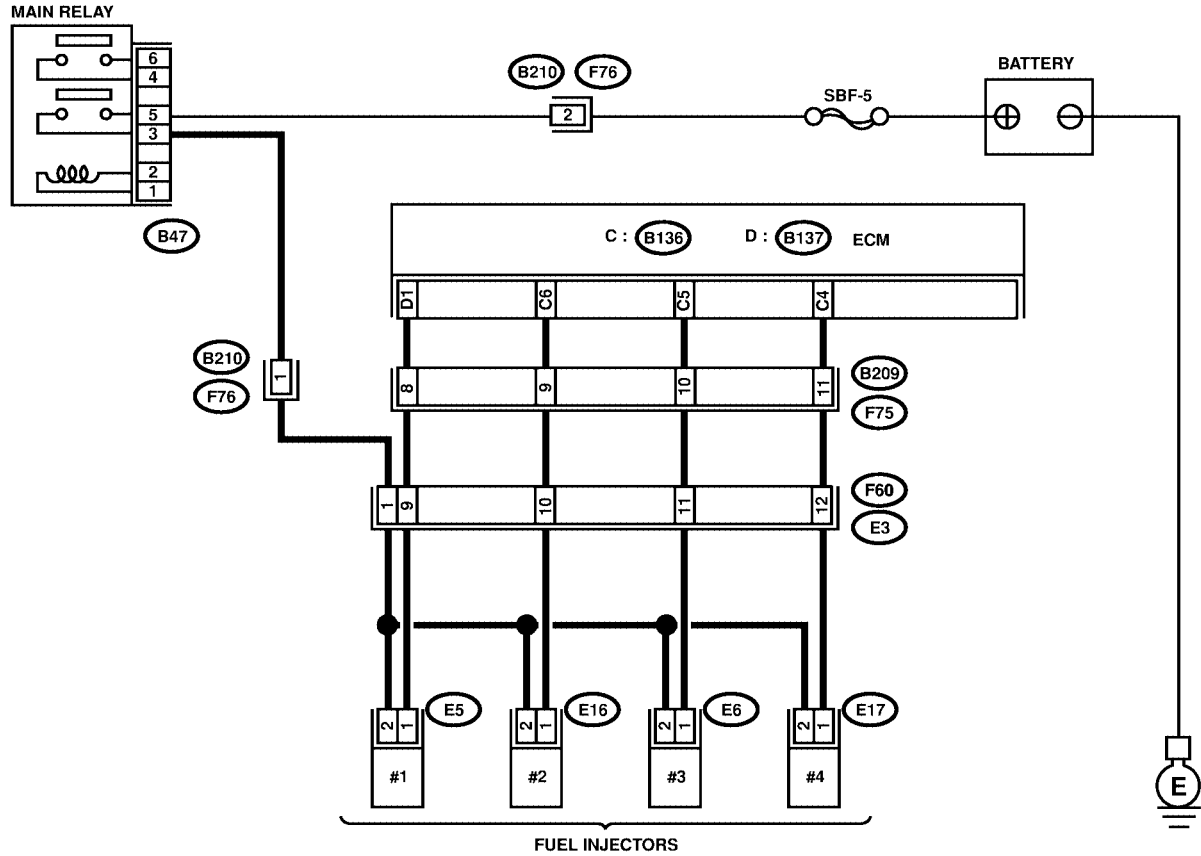 MAIN RELAY
6
4
5
3
2
1
B47
B210 F76
2
SBF-5
BATTERY
C : B136 D : B137 ECM
D1 C6 C5 C4
B210
F76
1
8 9 10 11
B209
F75
1 9 10 11 12
F60
E3
2 1 E5
2 1 E16
2 1 E6
2 1 E17
#1 #2 #3 #4
E
FUEL INJECTORS